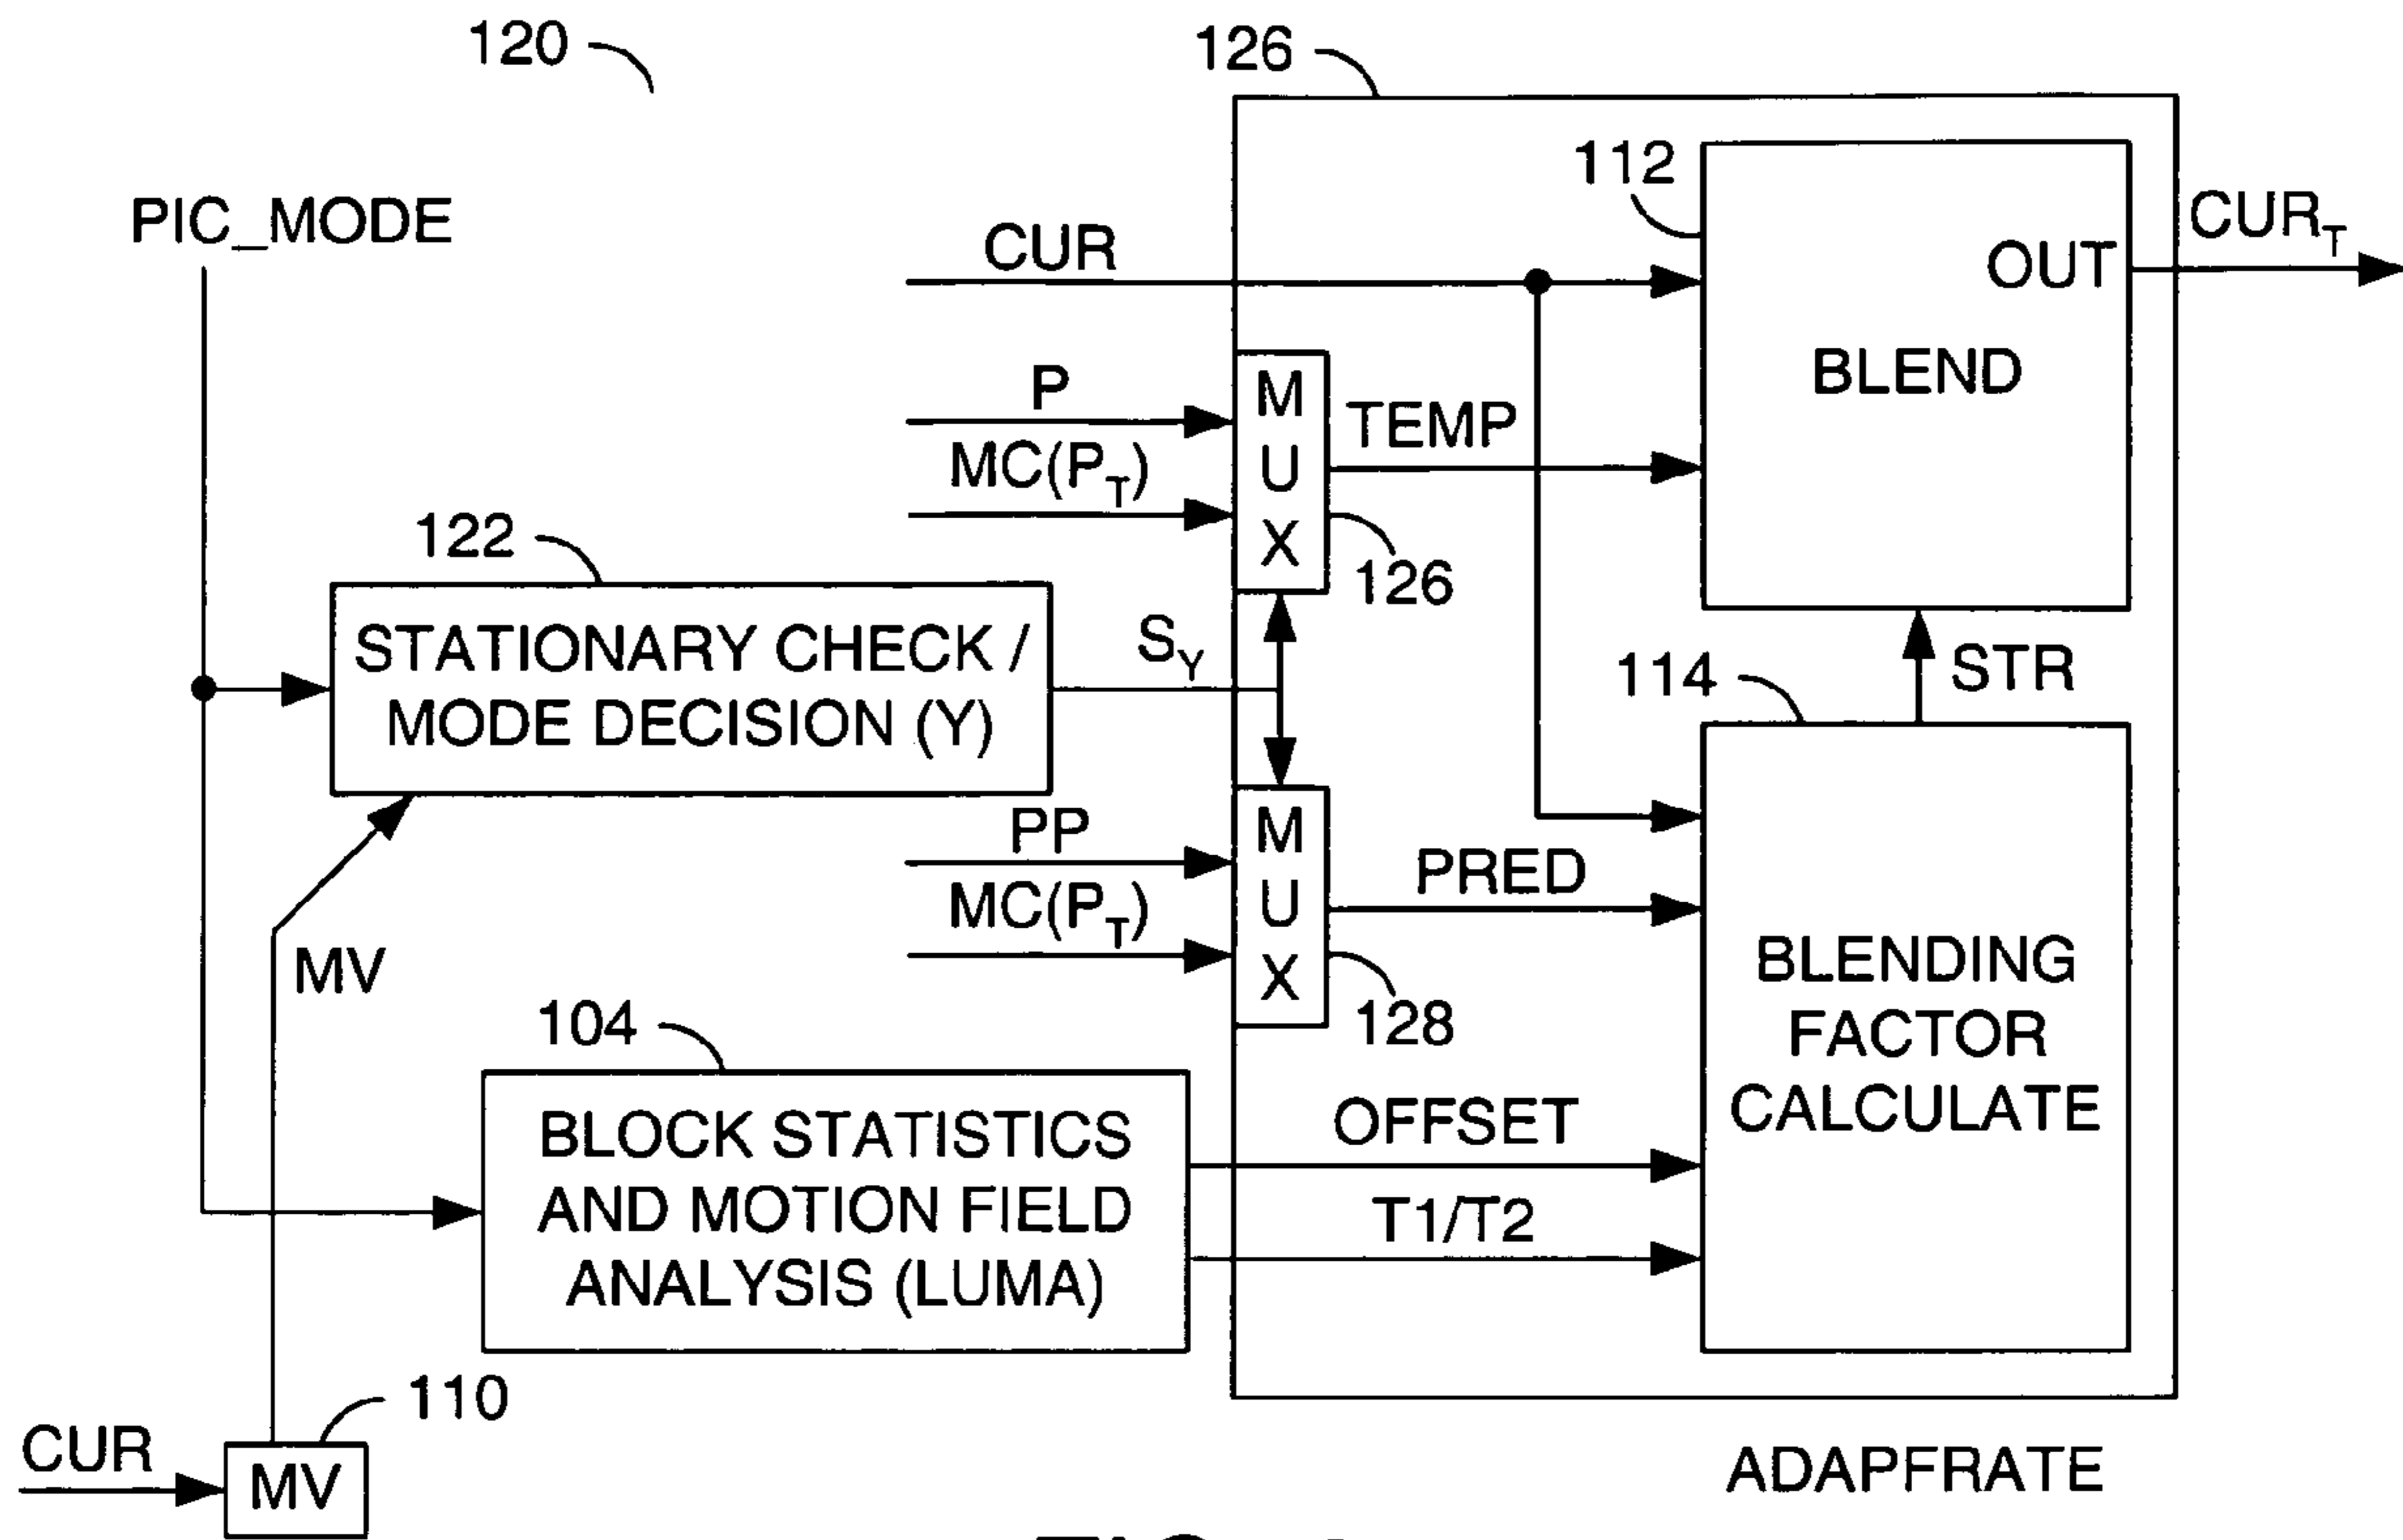 120
126
PIC_MODE
CUR
112
OUT
BLEND
CUR_T
P
MC(P_T)
MUX
TEMP
126
122
STATIONARY CHECK /
MODE DECISION (Y)
S_Y
STR
114
PP
MC(P_T)
MUX
PRED
128
MV
BLENDING
FACTOR
CALCULATE
104
BLOCK STATISTICS
AND MOTION FIELD
ANALYSIS (LUMA)
OFFSET
T1/T2
110
CUR
MV
ADAPFRATE